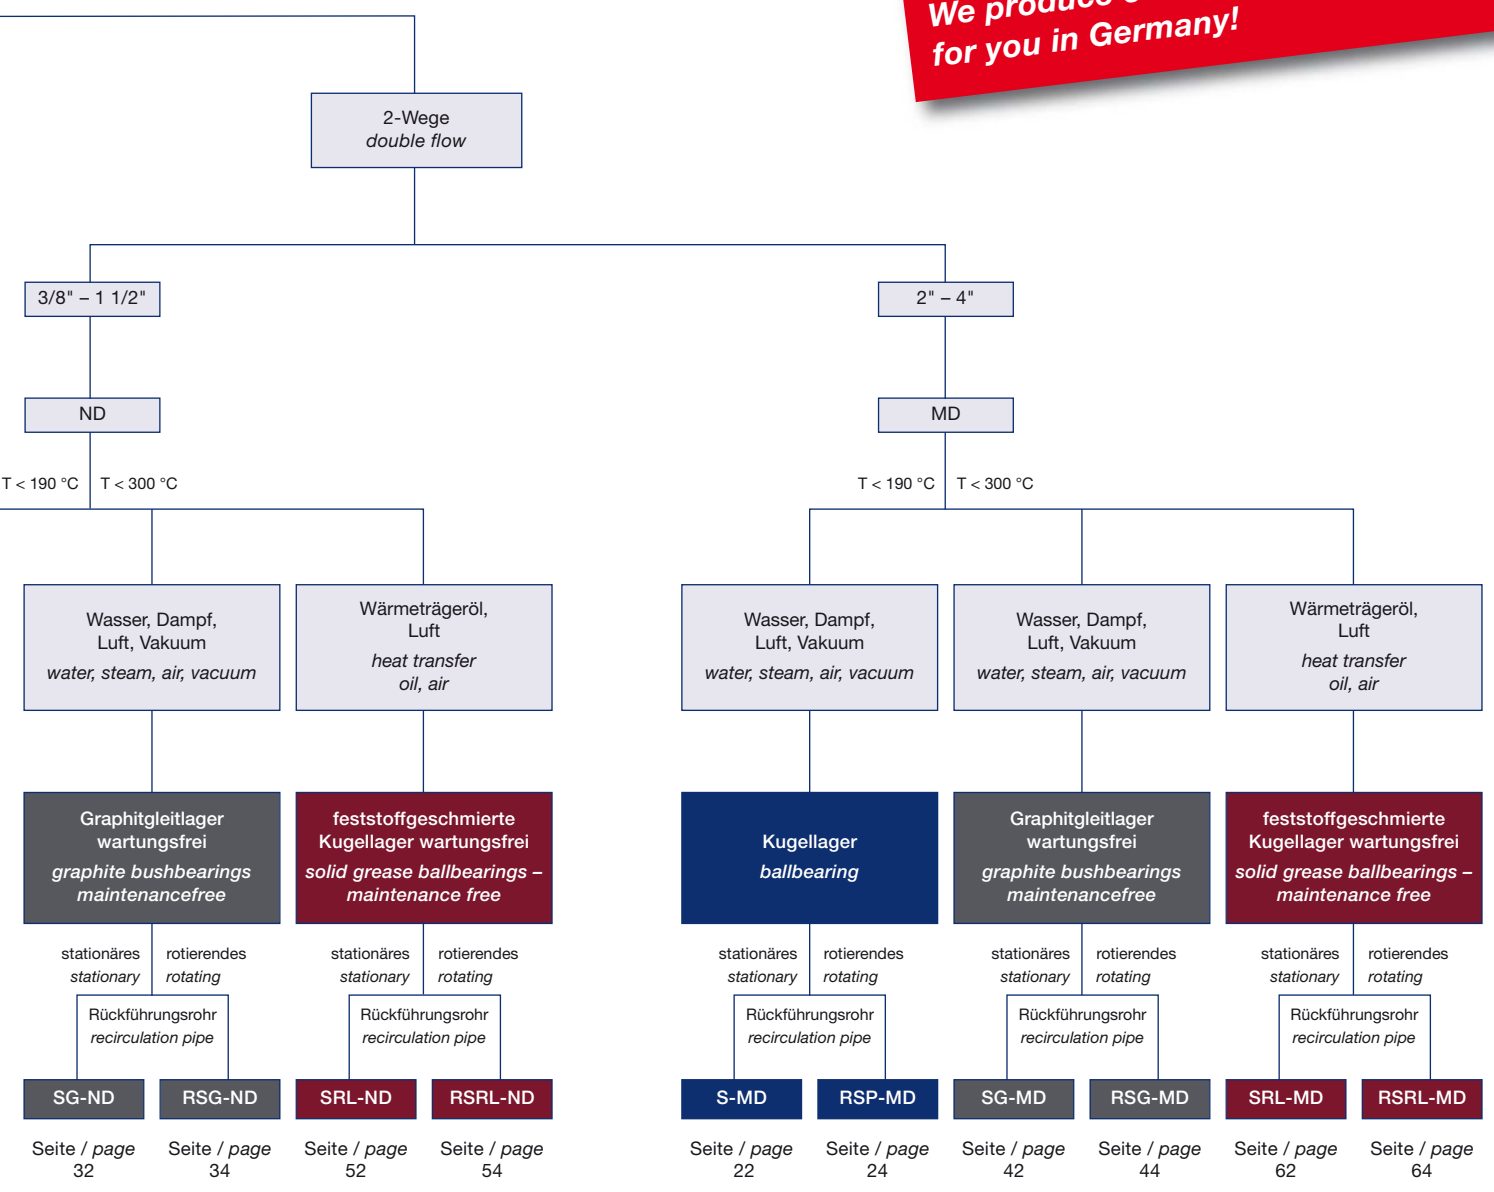 We produce
for you in Germany!
2-Wege
double flow
3/8" – 1 1/2"
2" – 4"
ND
MD
T < 190 °C
T < 300 °C
T < 190 °C
T < 300 °C
Wasser, Dampf,
Luft, Vakuum
water, steam, air, vacuum
Wärmeträgeröl,
Luft
heat transfer
oil, air
Wasser, Dampf,
Luft, Vakuum
water, steam, air, vacuum
Wasser, Dampf,
Luft, Vakuum
water, steam, air, vacuum
Wärmeträgeröl,
Luft
heat transfer
oil, air
Graphitgleitlager
wartungsfrei
graphite bushbearings
maintenancefree
feststoffgeschmierte
Kugellager wartungsfrei
solid grease ballbearings –
maintenance free
Kugellager
ballbearing
Graphitgleitlager
wartungsfrei
graphite bushbearings
maintenancefree
feststoffgeschmierte
Kugellager wartungsfrei
solid grease ballbearings –
maintenance free
stationäres
stationary
rotierendes
rotating
stationäres
stationary
rotierendes
rotating
stationäres
stationary
rotierendes
rotating
stationäres
stationary
rotierendes
rotating
stationäres
stationary
rotierendes
rotating
Rückführungsrohr
recirculation pipe
Rückführungsrohr
recirculation pipe
Rückführungsrohr
recirculation pipe
Rückführungsrohr
recirculation pipe
Rückführungsrohr
recirculation pipe
SG-ND
RSG-ND
SRL-ND
RSRL-ND
S-MD
RSP-MD
SG-MD
RSG-MD
SRL-MD
RSRL-MD
Seite / page
32
Seite / page
34
Seite / page
52
Seite / page
54
Seite / page
22
Seite / page
24
Seite / page
42
Seite / page
44
Seite / page
62
Seite / page
64